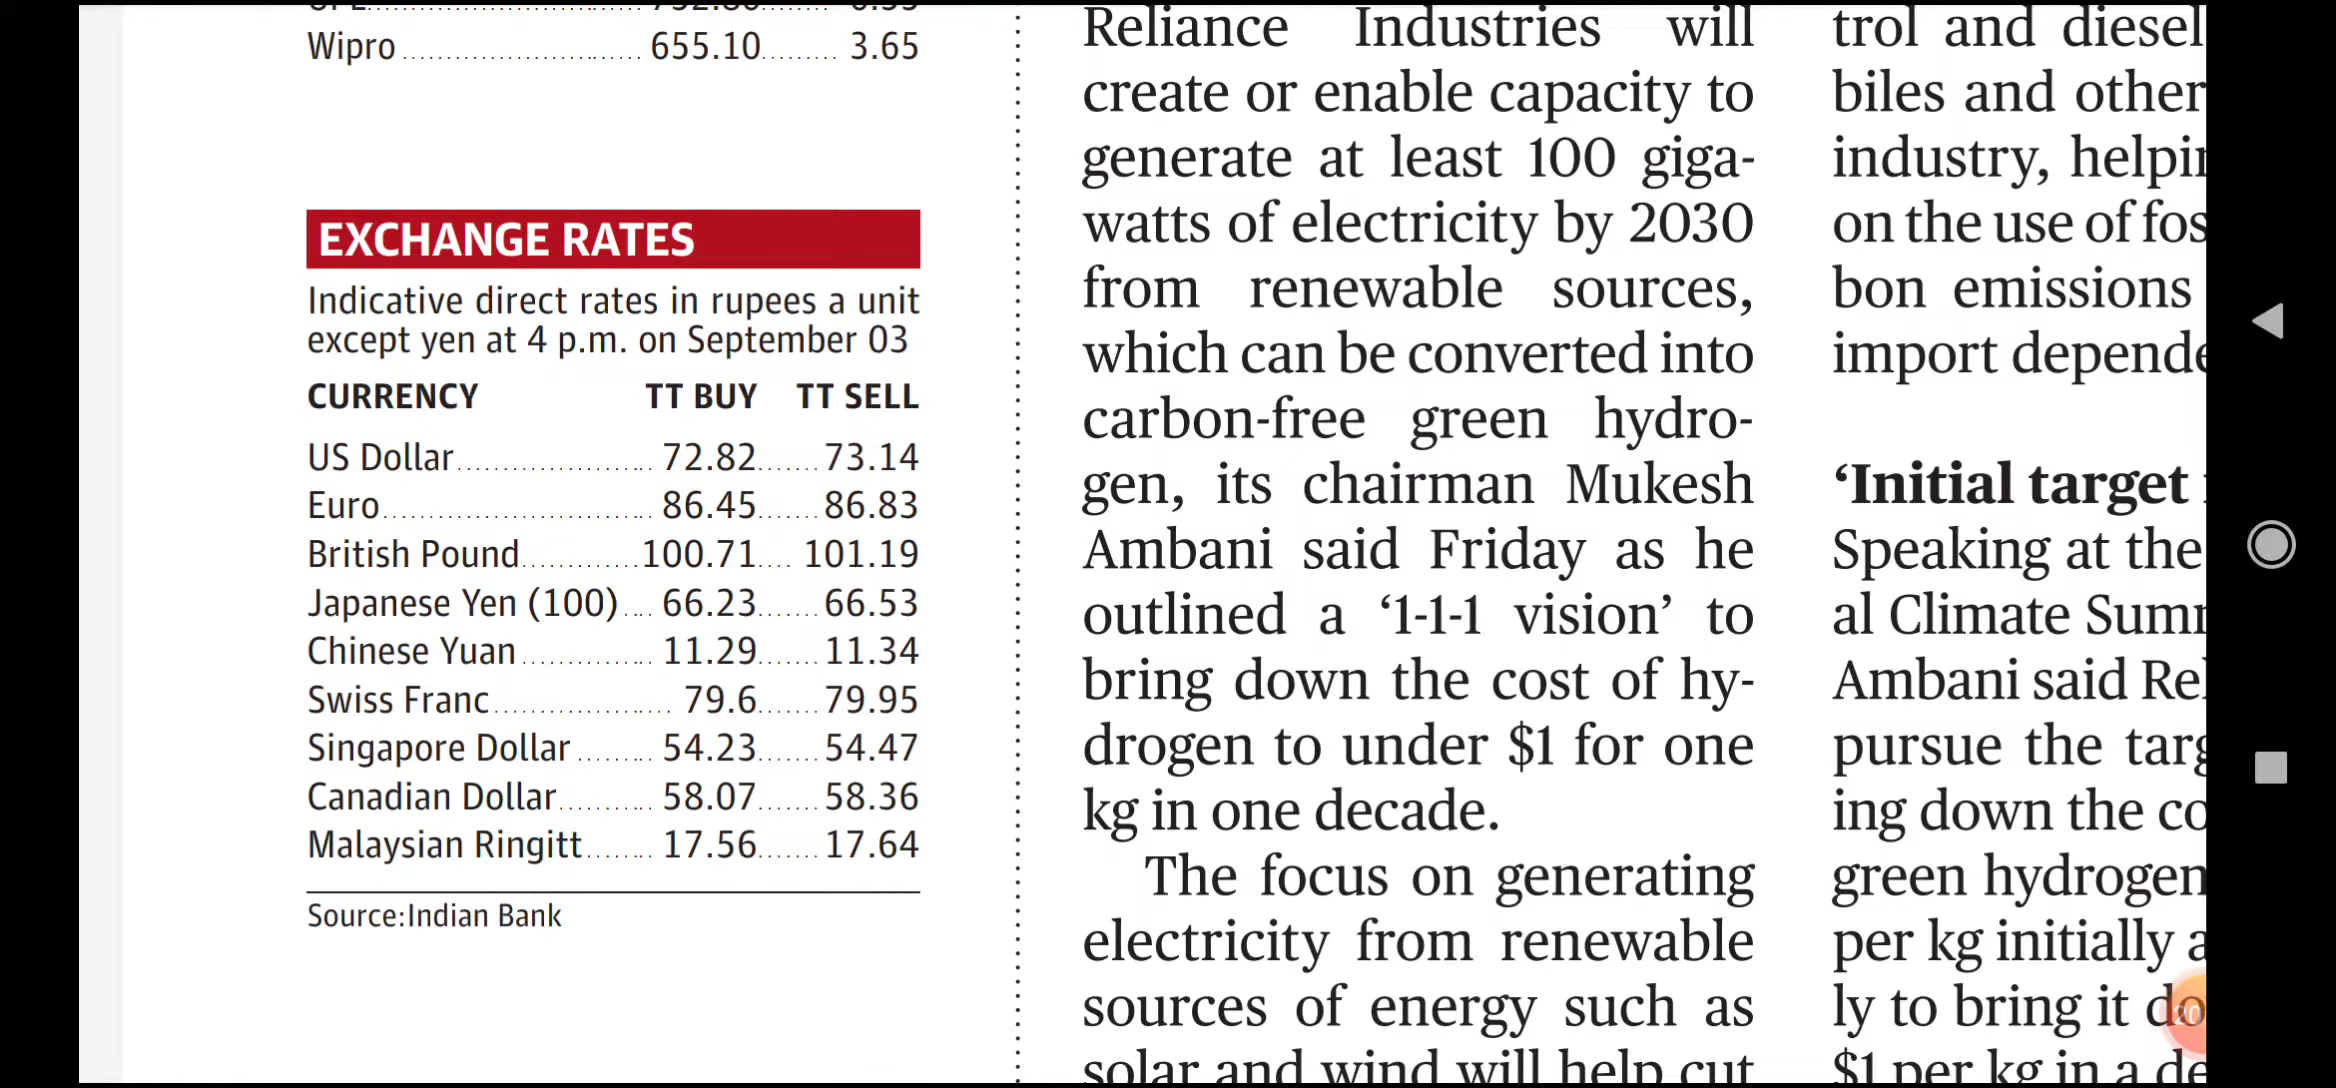 Wipro 655.10 3.65
EXCHANGE RATES
Indicative direct rates in rupees a unit
except yen at 4 p.m. on September 03
CURRENCY TT BUY TT SELL
US Dollar 72.82 73.14
Euro 86.45 86.83
British Pound 100.71 101.19
Japanese Yen (100) 66.23 66.53
Chinese Yuan 11.29 11.34
Swiss Franc 79.6 79.95
Singapore Dollar 54.23 54.47
Canadian Dollar 58.07 58.36
Malaysian Ringitt 17.56 17.64
Source:Indian Bank
Reliance Industries will
create or enable capacity to
generate at least 100 giga-
watts of electricity by 2030
from renewable sources,
which can be converted into
carbon-free green hydro-
gen, its chairman Mukesh
Ambani said Friday as he
outlined a ‘1-1-1 vision’ to
bring down the cost of hy-
drogen to under $1 for one
kg in one decade.
The focus on generating
electricity from renewable
sources of energy such as
solar and wind will help cut
trol and diesel
biles and other
industry,
on the use of
bon emissions
import
‘Initial target
Speaking at the
al Climate
Ambani said
pursue the
ing down the
green hydrogen
per kg initially
ly to bring it
$1 per kg in a